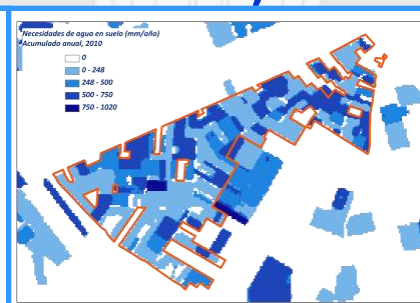 Necesidades de agua en suelo (mm/año)
Acumulado anual, 2010
0
0 - 248
248 - 500
500 - 750
750 - 1020